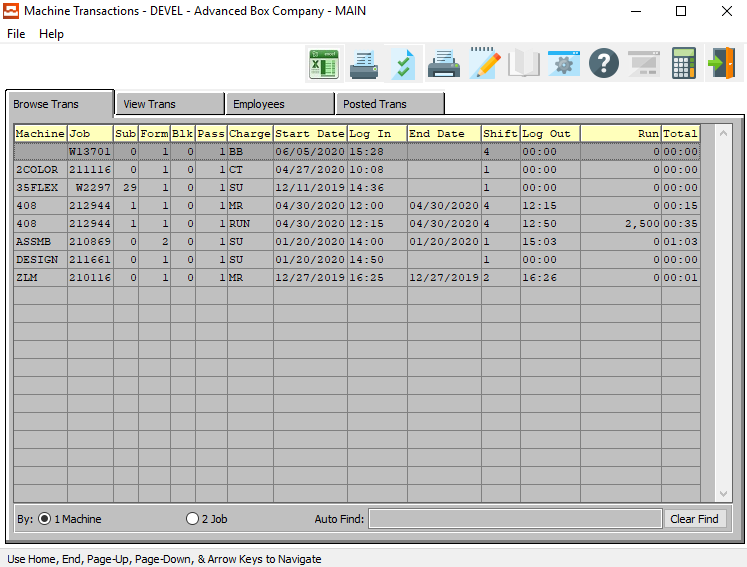 Machine Transactions - DEVEL - Advanced Box Company - MAIN
File Help
Browse Trans View Trans Employees Posted Trans
Machine Job Sub Form Blk Pass Charge Start Date Log In End Date Shift Log Out Run Total
W13701 0 1 0 1 BB 06/05/2020 15:28 4 00:00 0 00:00
2COLOR 211116 0 1 0 1 CT 04/27/2020 10:08 1 00:00 0 00:00
35FLEX W2297 29 1 0 1 SU 12/11/2019 14:36 1 00:00 0 00:00
408 212944 1 1 0 1 MR 04/30/2020 12:00 04/30/2020 4 12:15 0 00:15
408 212944 1 1 0 1 RUN 04/30/2020 12:15 04/30/2020 4 12:50 2,500 00:35
ASSMB 210869 0 2 0 1 SU 01/20/2020 14:00 01/20/2020 1 15:03 0 01:03
DESIGN 211661 0 1 0 1 SU 01/20/2020 14:50 1 00:00 0 00:00
ZLM 210116 0 1 0 1 MR 12/27/2019 16:25 12/27/2019 2 16:26 0 00:01
By: 1 Machine 2 Job Auto Find: Clear Find
Use Home, End, Page-Up, Page-Down, & Arrow Keys to Navigate